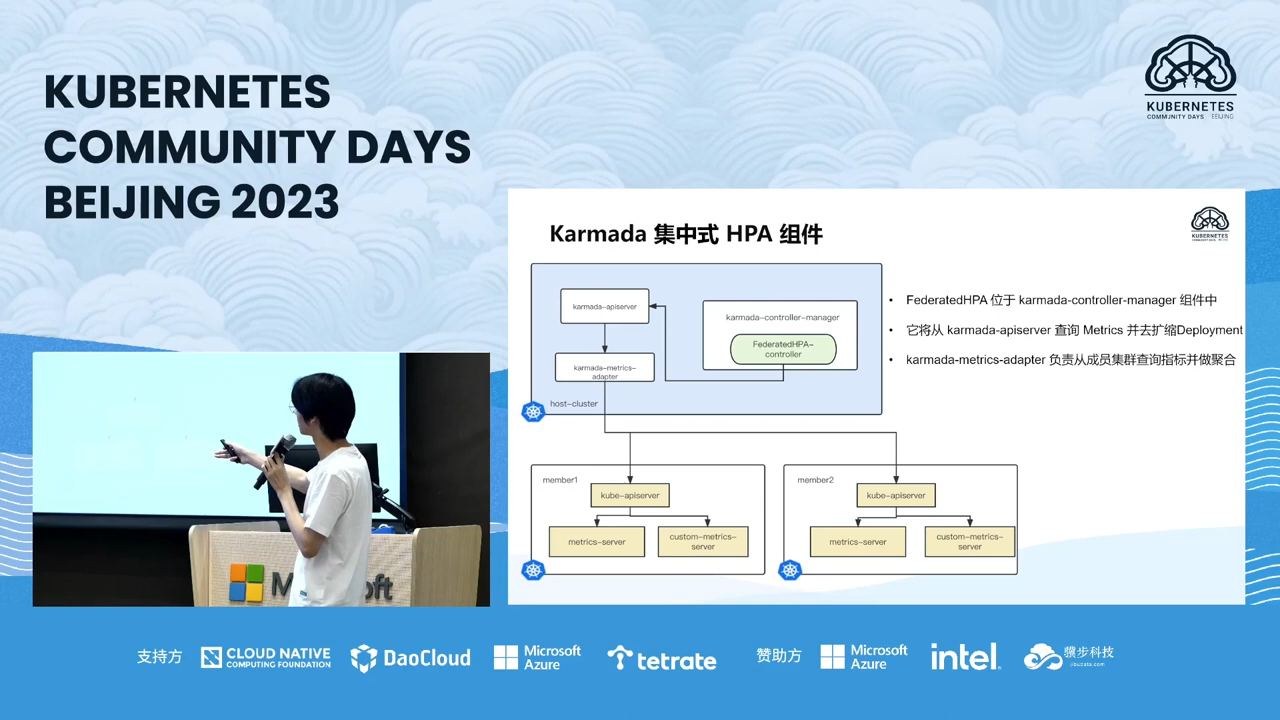 KUBERNETES
COMMUNITY DAYS
BEIJING 2023
KUBERNETES
COMMUNITY DAYS BEIJING
Karmada 集中式 HPA 组件
KUBERNETES
COMMUNITY DAYS
karmada-apiserver
karmada-controller-manager
FederatedHPA-
controller
karmada-metrics-
adapter
host-cluster
• FederatedHPA 位于 karmada-controller-manager 组件中
• 它将从 karmada-apiserver 查询 Metrics 并去扩缩Deployment
• karmada-metrics-adapter 负责从成员集群查询指标并做聚合
member1
kube-apiserver
metrics-server
custom-metrics-
server
member2
kube-apiserver
metrics-server
custom-metrics-
server
M soft
支持方
CLOUD NATIVE
COMPUTING FOUNDATION
DaoCloud
Microsoft
Azure
tetrate
赞助方
Microsoft
Azure
intel.
骥步科技
jibudata.com